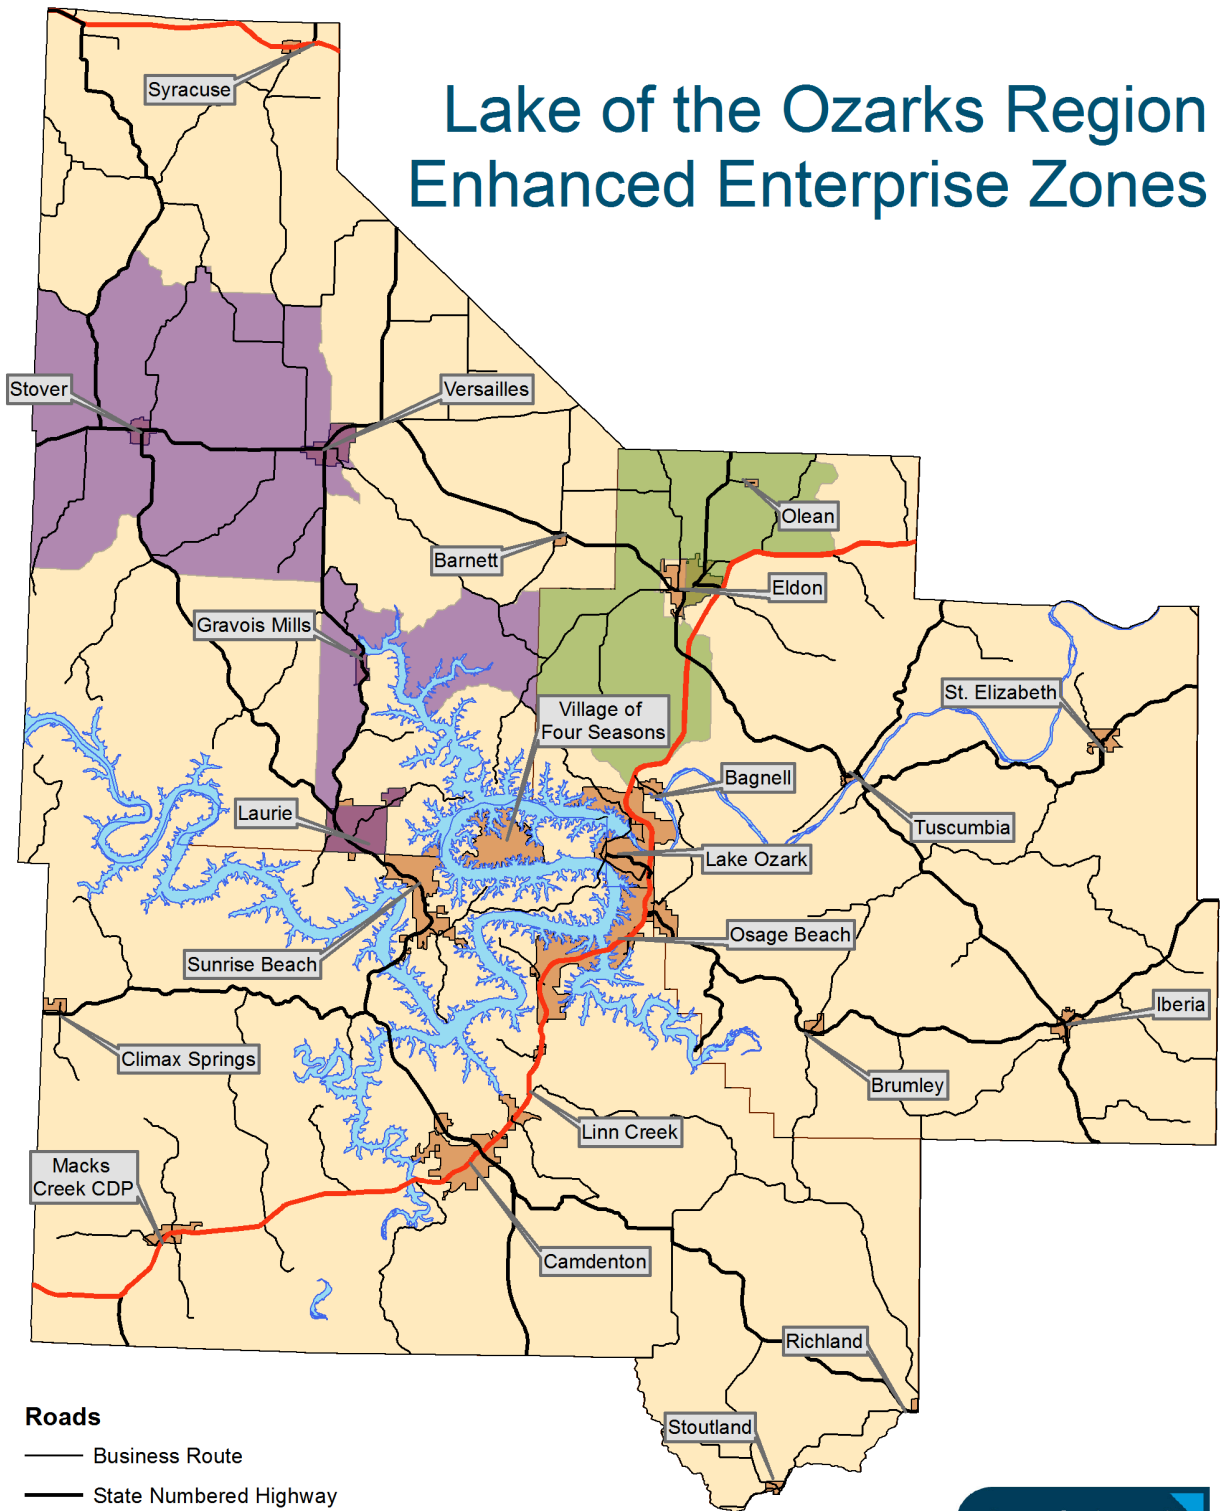 Lake of the Ozarks Region
Enhanced Enterprise Zones
Syracuse
Stover
Versailles
Olean
Barnett
Eldon
Gravois Mills
St. Elizabeth
Village of
Four Seasons
Bagnell
Laurie
Tuscumbia
Lake Ozark
Osage Beach
Sunrise Beach
Iberia
Climax Springs
Brumley
Linn Creek
Macks
Creek CDP
Camdenton
Richland
Stoutland
Roads
Business Route
State Numbered Highway